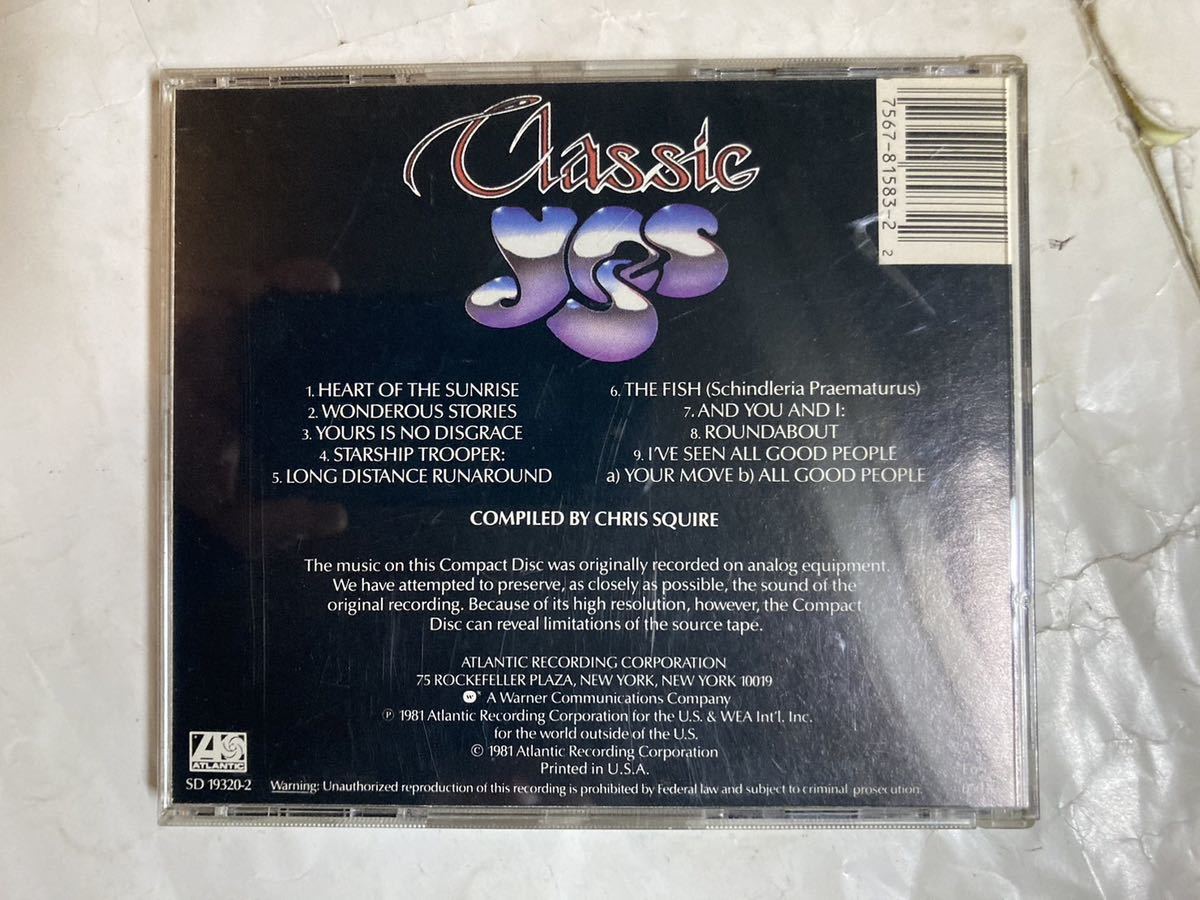 Classic
YES
7567-81583-2
2
1. HEART OF THE SUNRISE
2. WONDEROUS STORIES
3. YOURS IS NO DISGRACE
4. STARSHIP TROOPER:
5. LONG DISTANCE RUNAROUND
6. THE FISH (Schindleria Praematurus)
7. AND YOU AND I:
8. ROUNDABOUT
9. I'VE SEEN ALL GOOD PEOPLE
a) YOUR MOVE b) ALL GOOD PEOPLE
COMPILED BY CHRIS SQUIRE
The music on this Compact Disc was originally recorded on analog equipment.
We have attempted to preserve, as closely as possible, the sound of the
original recording. Because of its high resolution, however, the Compact
Disc can reveal limitations of the source tape.
ATLANTIC RECORDING CORPORATION
75 ROCKEFELLER PLAZA, NEW YORK, NEW YORK 10019
A Warner Communications Company
℗ 1981 Atlantic Recording Corporation for the U.S. & WEA Int'l. Inc.
for the world outside of the U.S.
© 1981 Atlantic Recording Corporation
Printed in U.S.A.
ATLANTIC
SD 19320-2
Warning: Unauthorized reproduction of this recording is prohibited by Federal law and subject to criminal prosecution.